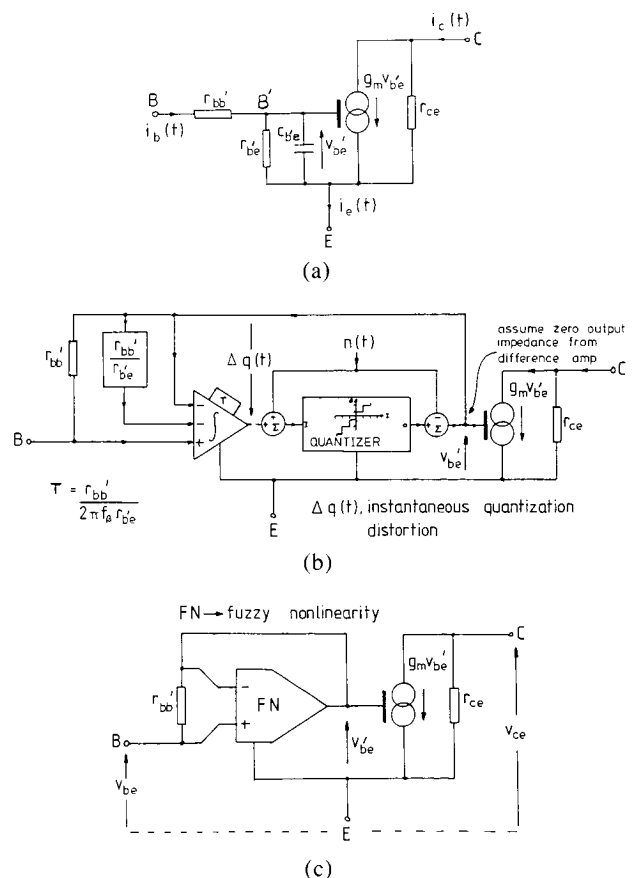 i_c(t)
C
g_m v_b'e
r_ce
B
r_bb'
B'
i_b(t)
r_b'e
c_b'e
v_b'e
i_e(t)
E
(a)
r_bb'
r_bb'
r_b'e
Δq(t)
n(t)
assume zero output
impedance from
difference amp
C
T
g_m v_b'e
r_ce
−
−
+
∫
+
Σ
QUANTIZER
+
−
Σ
B
v_b'e
T = r_bb' / 2πf_β r_b'e
E
Δq(t), instantaneous quantization
distortion
(b)
FN → fuzzy nonlinearity
C
g_m v_b'e
r_bb'
−
FN
+
r_ce
B
v_b'e
v_ce
v_be
E
(c)